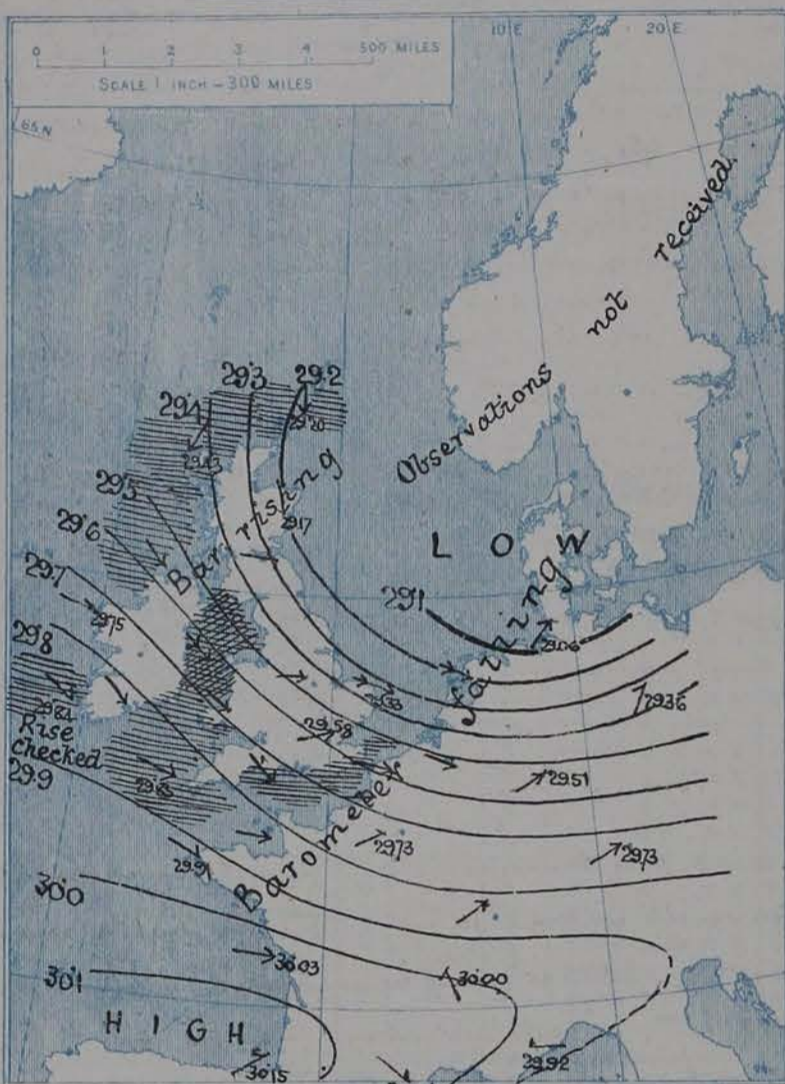 0 1 2 3 4 500 MILES
SCALE 1 INCH – 300 MILES
10 E 20 E
65 N
Observations not received
29.4 29.3 29.2
29.20
29.43
29.5
29.6
Bar. rising
29.17
L O W
29.1
29.7
29.75
29.06
29.8
29.33
29.36
Rise
Checked
29.58
29.9
29.51
Barometer falling
29.73
29.73
29.91
30.0
30.03
30.00
30.1
H I G H
29.92
30.15